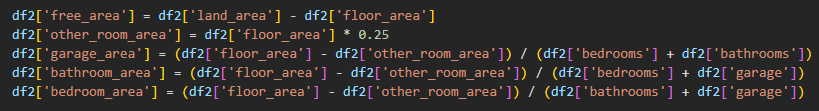 df2['free_area'] = df2['land_area'] - df2['floor_area']
df2['other_room_area'] = df2['floor_area'] * 0.25
df2['garage_area'] = (df2['floor_area'] - df2['other_room_area']) / (df2['bedrooms'] + df2['bathrooms'])
df2['bathroom_area'] = (df2['floor_area'] - df2['other_room_area']) / (df2['bedrooms'] + df2['garage'])
df2['bedroom_area'] = (df2['floor_area'] - df2['other_room_area']) / (df2['bathrooms'] + df2['garage'])